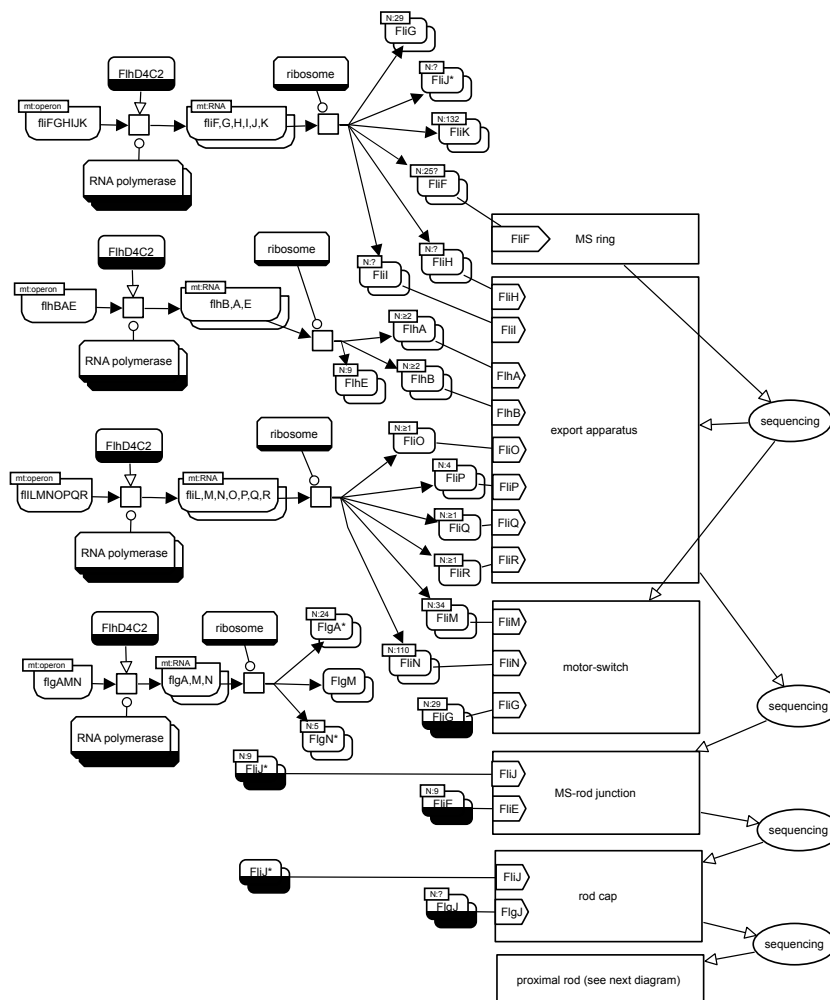 N:29
FliG
FlhD4C2
ribosome
N:?
FliJ*
mt:operon
fliFGHIJK
mt:RNA
fliF,G,H,I,J,K
N:132
FliK
RNA polymerase
N:25?
FliF
FliF
MS ring
FlhD4C2
ribosome
N:?
FliH
N:?
FliI
FliH
mt:operon
flhBAE
mt:RNA
flhB,A,E
N:≥2
FlhA
FliI
RNA polymerase
N:9
FlhE
N:≥2
FlhB
FlhA
FlhB
export apparatus
sequencing
FlhD4C2
ribosome
N:≥1
FliO
FliO
mt:operon
fliLMNOPQR
mt:RNA
fliL,M,N,O,P,Q,R
N:4
FliP
FliP
N:≥1
FliQ
FliQ
RNA polymerase
N:≥1
FliR
FliR
N:34
FliM
FliM
FlhD4C2
ribosome
N:24
FlgA*
N:110
FliN
FliN
motor-switch
mt:operon
flgAMN
mt:RNA
flgA,M,N
FlgM
N:29
FliG
FliG
sequencing
RNA polymerase
N:5
FlgN*
N:9
FliJ*
FliJ
MS-rod junction
N:9
FliE
FliE
sequencing
FliJ*
FliJ
rod cap
N:?
FlgJ
FlgJ
sequencing
proximal rod (see next diagram)